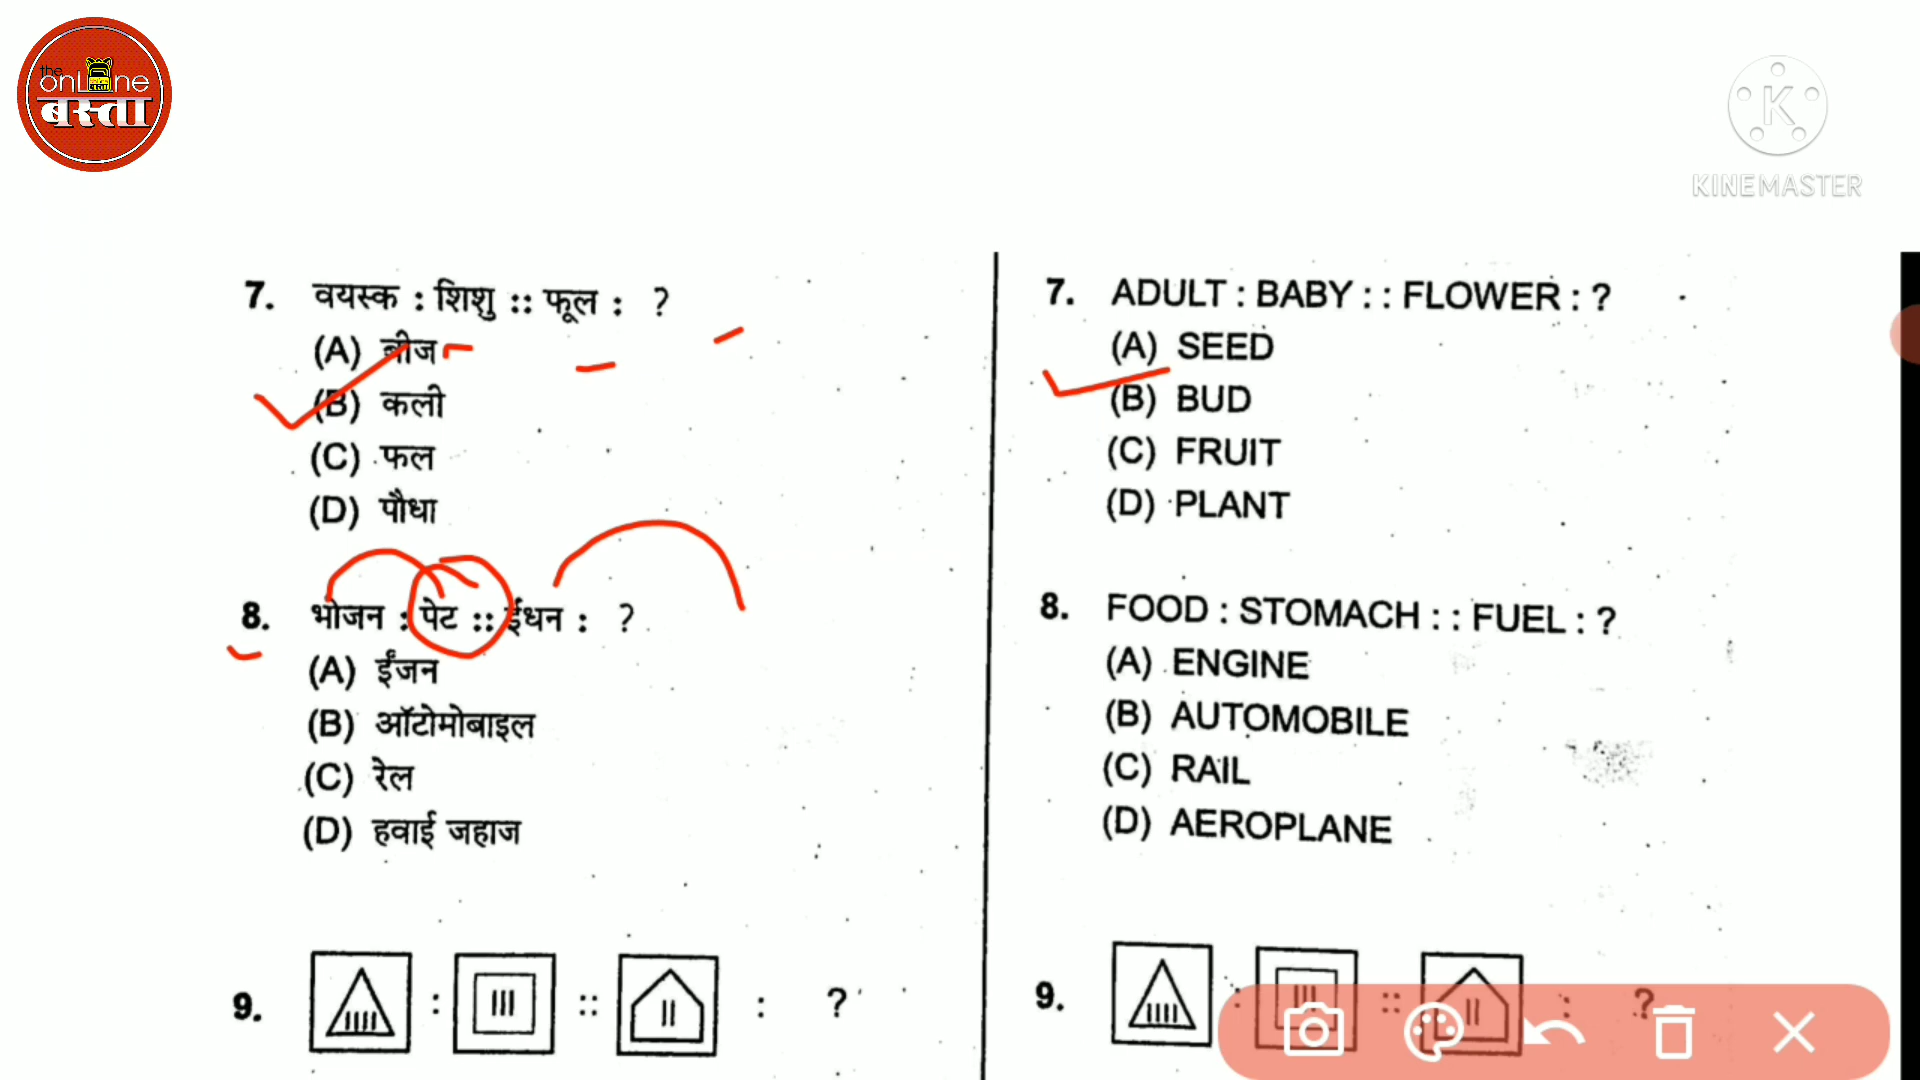 the
onLine
बस्ता
KINEMASTER
7. वयस्क : शिशु :: फूल : ?
(A) बीज
(B) कली
(C) फल
(D) पौधा
8. भोजन : पेट :: ईंधन : ?
(A) ईंजन
(B) ऑटोमोबाइल
(C) रेल
(D) हवाई जहाज
9. : :: : ?
7. ADULT : BABY : : FLOWER : ?
(A) SEED
(B) BUD
(C) FRUIT
(D) PLANT
8. FOOD : STOMACH : : FUEL : ?
(A) ENGINE
(B) AUTOMOBILE
(C) RAIL
(D) AEROPLANE
9. : :: : ?